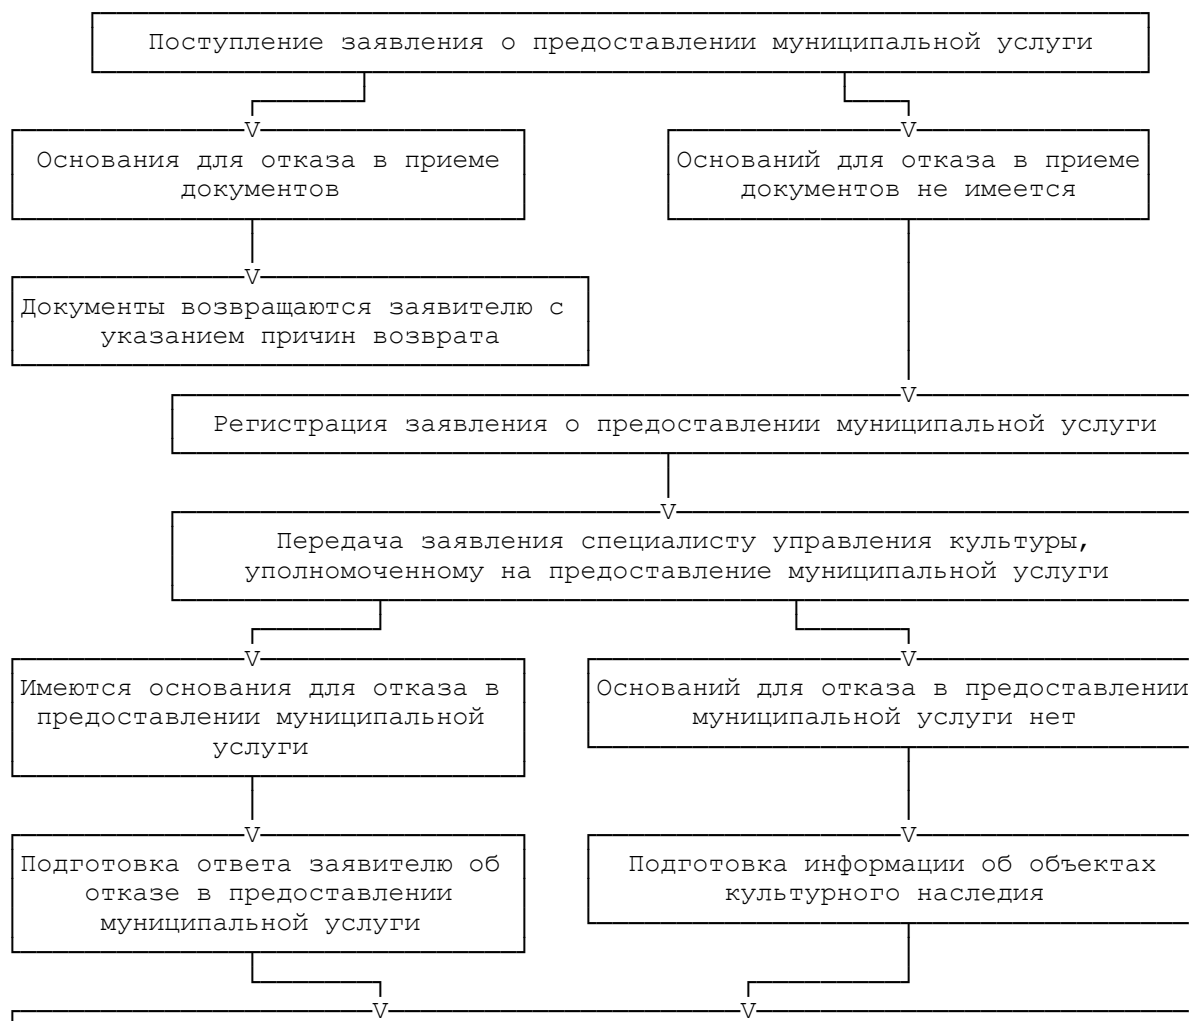 Поступление заявления о предоставлении муниципальной услуги
Основания для отказа в приеме
документов
Оснований для отказа в приеме
документов не имеется
Документы возвращаются заявителю с
указанием причин возврата
Регистрация заявления о предоставлении муниципальной услуги
Передача заявления специалисту управления культуры,
уполномоченному на предоставление муниципальной услуги
Имеются основания для отказа в
предоставлении муниципальной
услуги
Оснований для отказа в предоставлении
муниципальной услуги нет
Подготовка ответа заявителю об
отказе в предоставлении
муниципальной услуги
Подготовка информации об объектах
культурного наследия